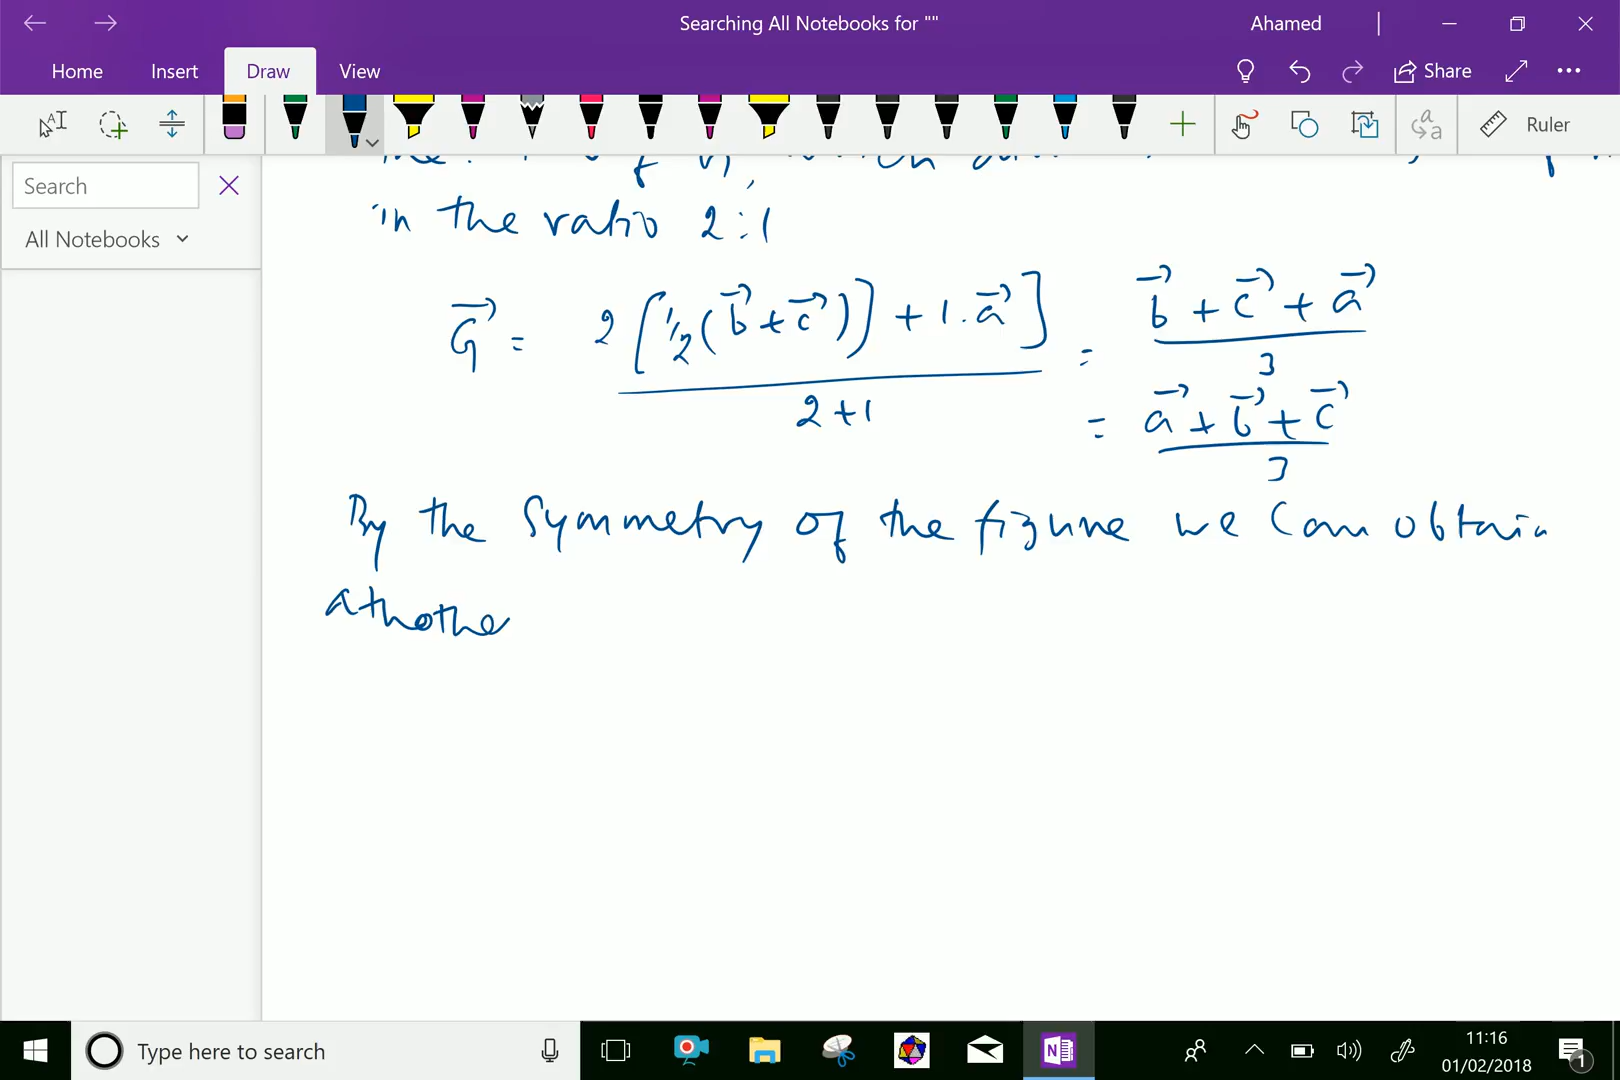 Searching All Notebooks for ""
Ahamed
Home Insert Draw View
Share
Ruler
Search
All Notebooks
which
in the ratio 2:1
G⃗ = 2[½(b⃗+c⃗)] + 1.a⃗] / 2+1 = b⃗+c⃗+a⃗ / 3
= a⃗+b⃗+c⃗ / 3
By the symmetry of the figure we can obtain
Type here to search
11:16
01/02/2018
1